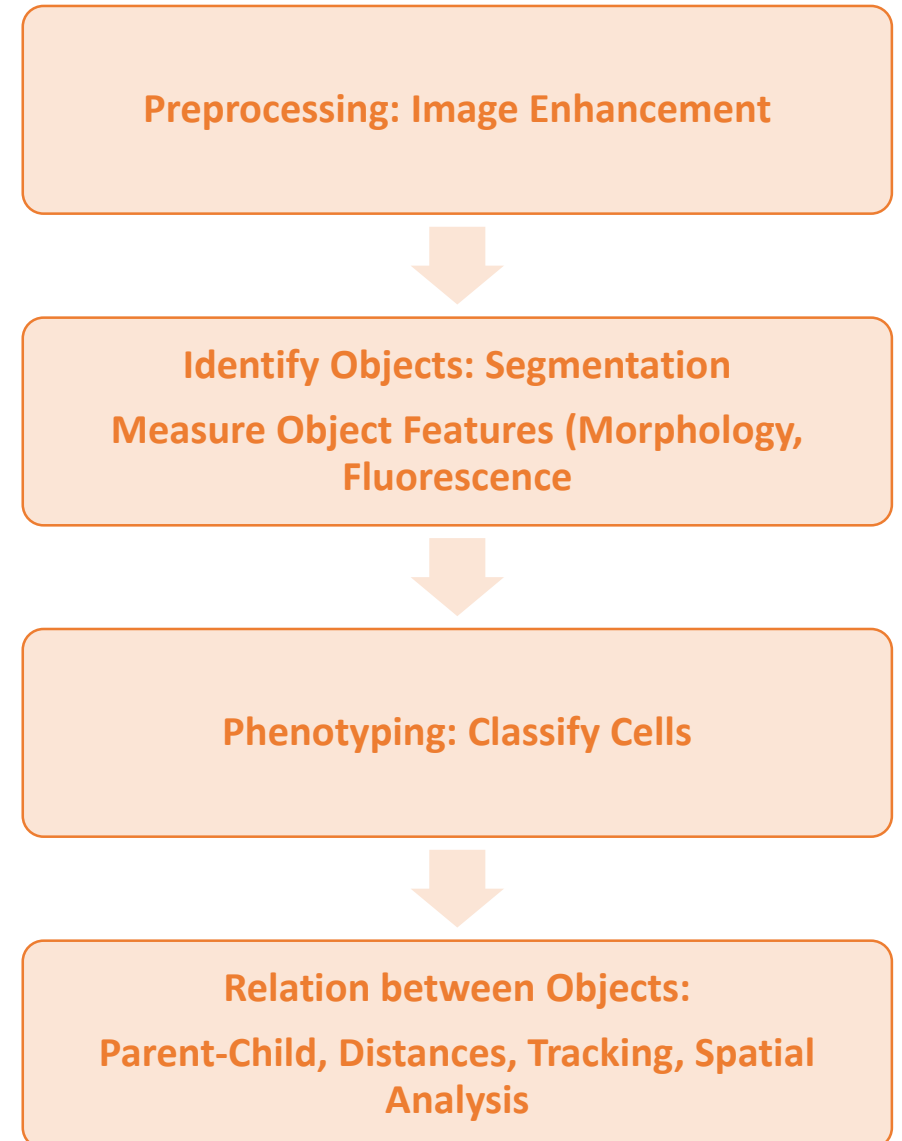 Preprocessing: Image Enhancement
Identify Objects: Segmentation
Measure Object Features (Morphology,
Fluorescence
Phenotyping: Classify Cells
Relation between Objects:
Parent-Child, Distances, Tracking, Spatial
Analysis